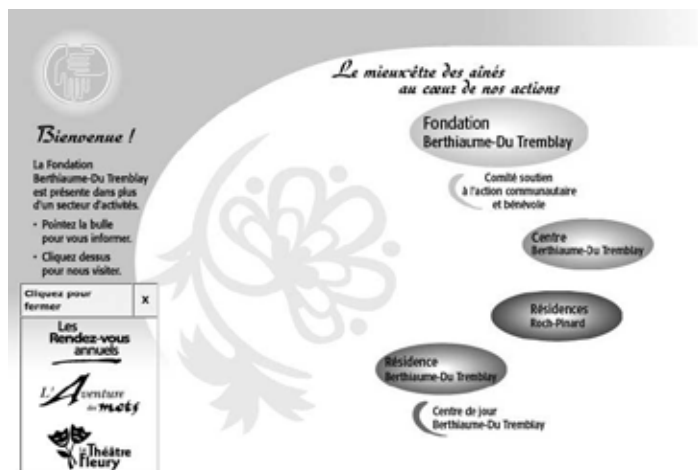 Bienvenue !
La Fondation
Berthiaume-Du Tremblay
est présente dans plus
d'un secteur d'activités.
• Pointez la bulle
pour vous informer.
• Cliquez dessus
pour nous visiter.
Cliquez pour
fermer
X
Les
Rendez-vous
annuels
L'Aventure
des mots
Le Théâtre
Fleury
Le mieux-être des aînés
au cœur de nos actions
Fondation
Berthiaume-Du Tremblay
Comité soutien
à l'action communautaire
et bénévole
Centre
Berthiaume-Du Tremblay
Résidences
Roch-Pinard
Résidence
Berthiaume-Du Tremblay
Centre de jour
Berthiaume-Du Tremblay